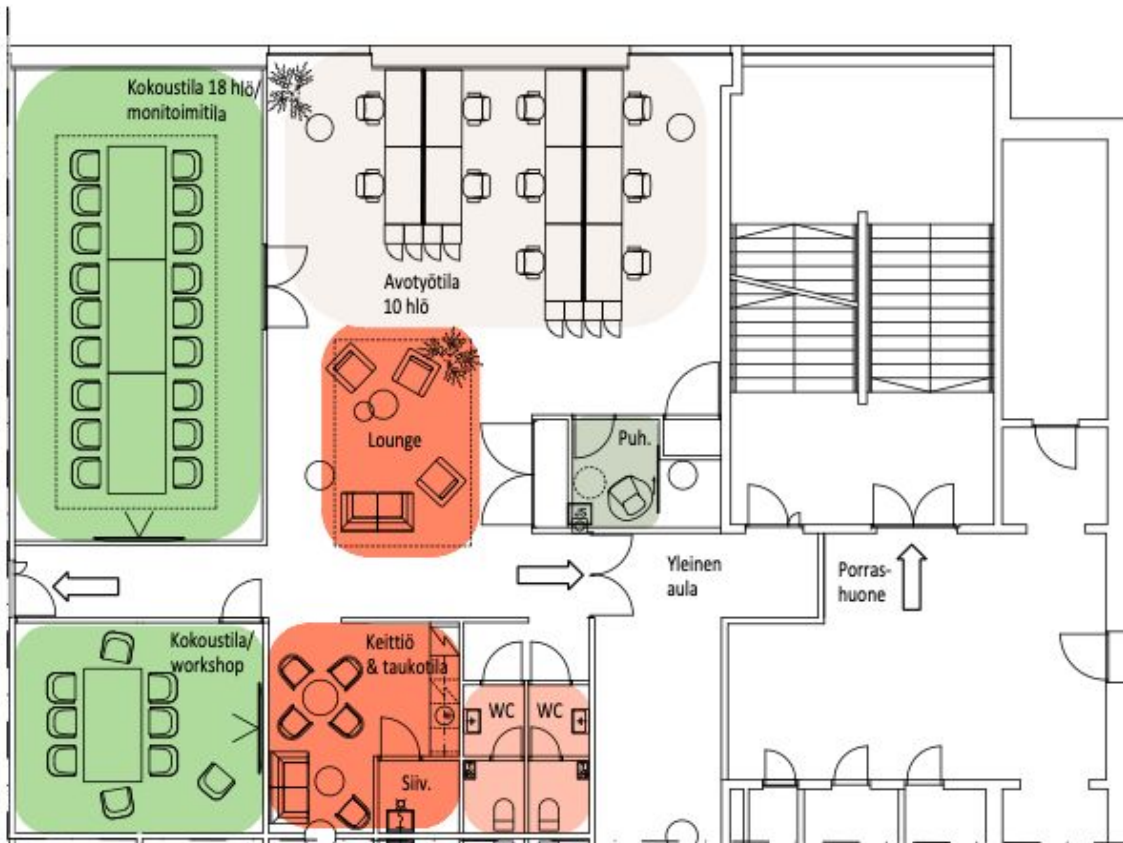 Kokoustila 18 hlö/
monitoimitila
Avotyötila
10 hlö
Lounge
Puh.
Yleinen
aula
Porras-
huone
Kokoustila/
workshop
Keittiö
& taukotila
WC
WC
Siiv.